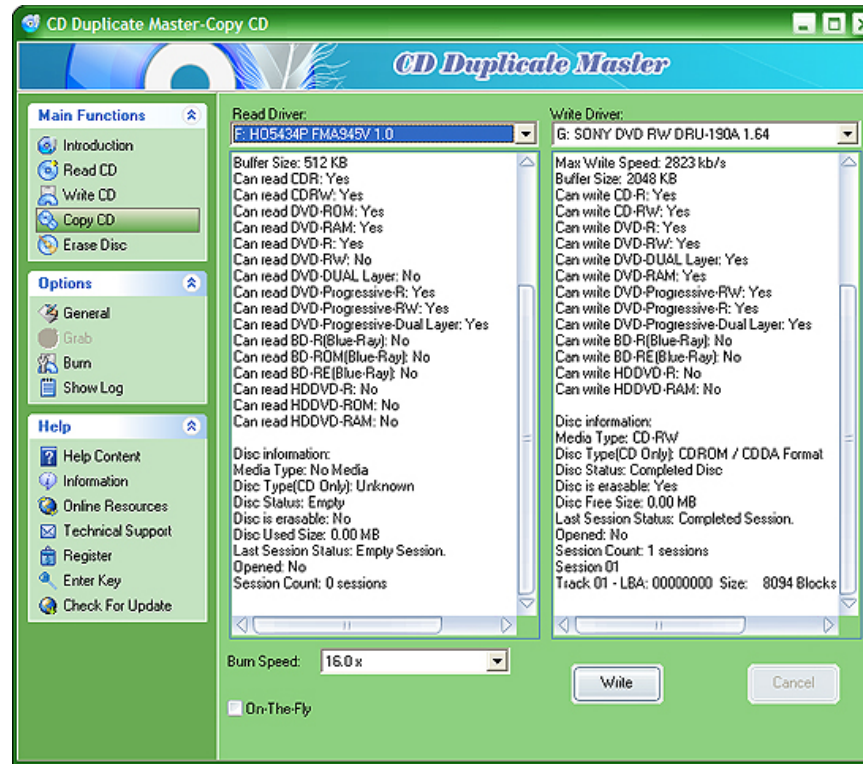 CD Duplicate Master-Copy CD
CD Duplicate Master
Main Functions
Introduction
Read CD
Write CD
Copy CD
Erase Disc
Options
General
Grab
Burn
Show Log
Help
Help Content
Information
Online Resources
Technical Support
Register
Enter Key
Check For Update
Read Driver:
F: HO5434P FMA945V 1.0
Buffer Size: 512 KB
Can read CDR: Yes
Can read CDRW: Yes
Can read DVD-ROM: Yes
Can read DVD-RAM: Yes
Can read DVD-R: Yes
Can read DVD-RW: No
Can read DVD-DUAL Layer: No
Can read DVD-Progressive-R: Yes
Can read DVD-Progressive-RW: Yes
Can read DVD-Progressive-Dual Layer: Yes
Can read BD-R(Blue-Ray): No
Can read BD-ROM(Blue-Ray): No
Can read BD-RE(Blue-Ray): No
Can read HDDVD-R: No
Can read HDDVD-ROM: No
Can read HDDVD-RAM: No
Disc information:
Media Type: No Media
Disc Type(CD Only): Unknown
Disc Status: Empty
Disc is erasable: No
Disc Used Size: 0.00 MB
Last Session Status: Empty Session.
Opened: No
Session Count: 0 sessions
Write Driver:
G: SONY DVD RW DRU-190A 1.64
Max Write Speed: 2823 kb/s
Buffer Size: 2048 KB
Can write CD-R: Yes
Can write CD-RW: Yes
Can write DVD-R: Yes
Can write DVD-RW: Yes
Can write DVD-DUAL Layer: Yes
Can write DVD-RAM: Yes
Can write DVD-Progressive-RW: Yes
Can write DVD-Progressive-R: Yes
Can write DVD-Progressive-Dual Layer: Yes
Can write BD-R(Blue-Ray): No
Can write BD-RE(Blue-Ray): No
Can write HDDVD-R: No
Can write HDDVD-RAM: No
Disc information:
Media Type: CD-RW
Disc Type(CD Only): CDROM / CDDA Format
Disc Status: Completed Disc
Disc is erasable: Yes
Disc Free Size: 0.00 MB
Last Session Status: Completed Session.
Opened: No
Session Count: 1 sessions
Session 01
Track 01 - LBA: 00000000 Size: 8094 Blocks
Burn Speed: 16.0 x
On-The-Fly
Write
Cancel